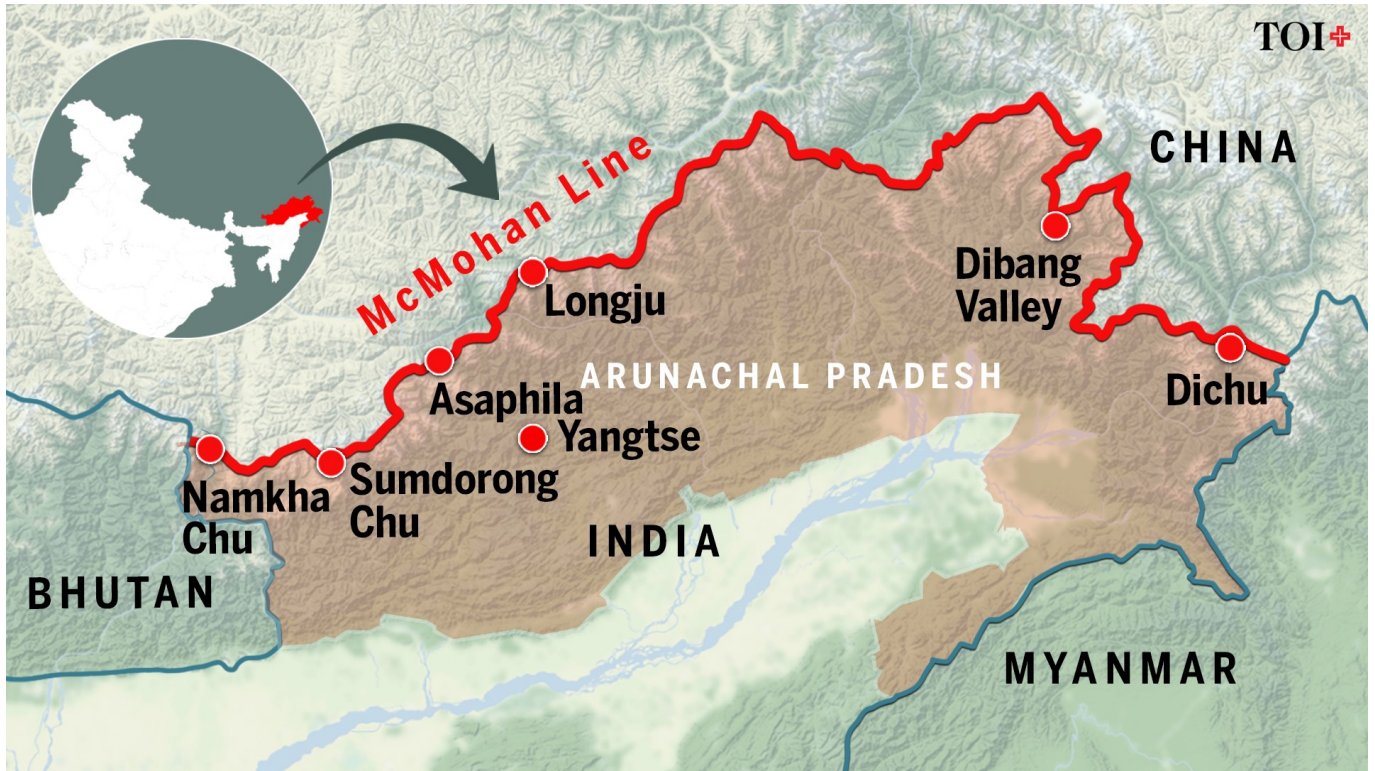 TOI+
CHINA
McMohan Line
Dibang
Valley
Longju
ARUNACHAL PRADESH
Dichu
Asaphila
Yangtse
Namkha
Chu
Sumdorong
Chu
INDIA
BHUTAN
MYANMAR